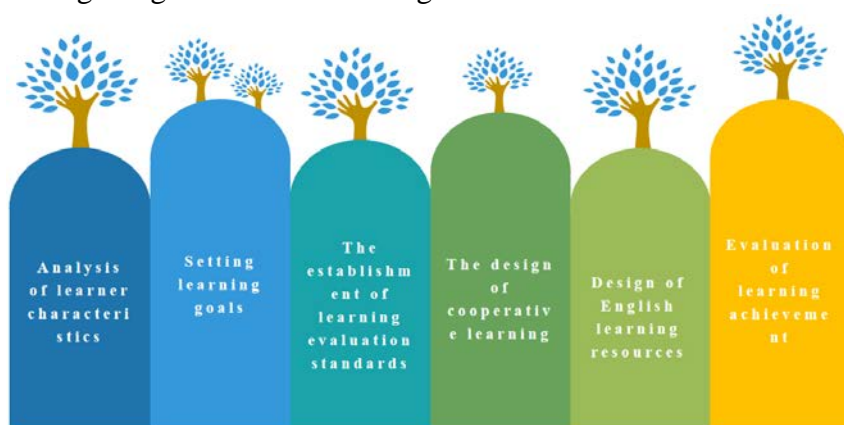 Analysis
of learner
characteri
stics
Setting
learning
goals
The
establishm
ent of
learning
evaluation
standards
The design
of
cooperativ
e learning
Design of
English
learning
resources
Evaluation
of
learning
achieveme
nt